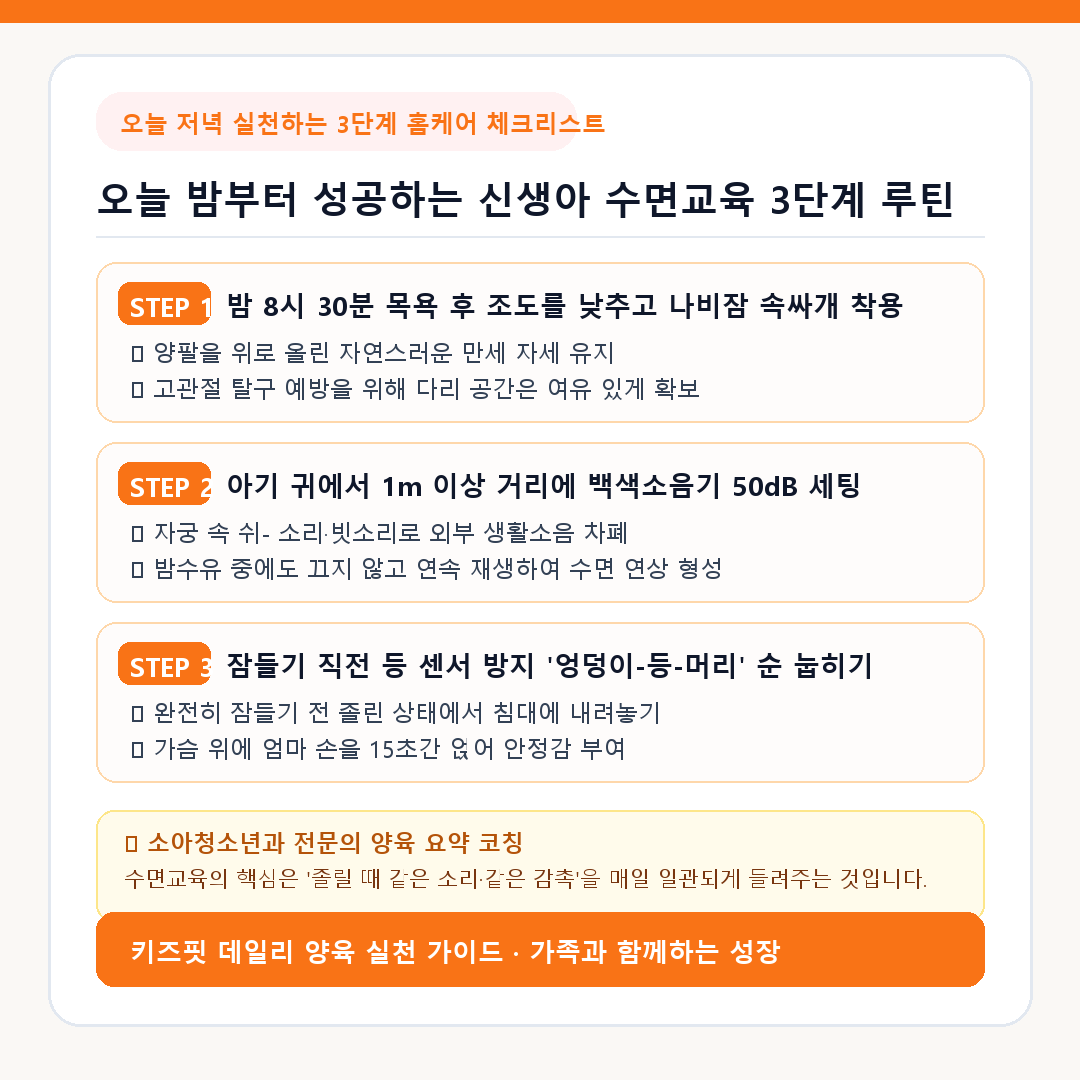 오늘 저녁 실천하는 3단계 홈케어 체크리스트
오늘 밤부터 성공하는 신생아 수면교육 3단계 루틴
STEP 1 밤 8시 30분 목욕 후 조도를 낮추고 나비잠 속싸개 착용
양팔을 위로 올린 자연스러운 만세 자세 유지
고관절 탈구 예방을 위해 다리 공간은 여유 있게 확보
STEP 2 아기 귀에서 1m 이상 거리에 백색소음기 50dB 세팅
자궁 속 쉬- 소리·빗소리로 외부 생활소음 차폐
밤수유 중에도 끄지 않고 연속 재생하여 수면 연상 형성
STEP 3 잠들기 직전 등 센서 방지 '엉덩이-등-머리' 순 눕히기
완전히 잠들기 전 졸린 상태에서 침대에 내려놓기
가슴 위에 엄마 손을 15초간 얹어 안정감 부여
소아청소년과 전문의 양육 요약 코칭
수면교육의 핵심은 '졸릴 때 같은 소리·같은 감촉'을 매일 일관되게 들려주는 것입니다.
키즈핏 데일리 양육 실천 가이드 · 가족과 함께하는 성장